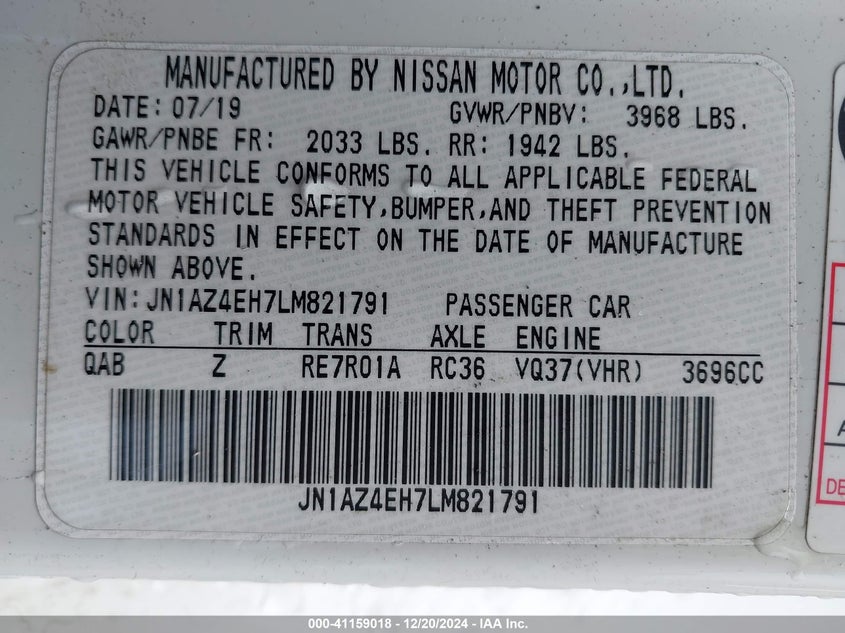 MANUFACTURED BY NISSAN MOTOR CO.,LTD.
DATE: 07/19 GVWR/PNBV: 3968 LBS.
GAWR/PNBE FR: 2033 LBS. RR: 1942 LBS.
THIS VEHICLE CONFORMS TO ALL APPLICABLE FEDERAL
MOTOR VEHICLE SAFETY,BUMPER,AND THEFT PREVENTION
STANDARDS IN EFFECT ON THE DATE OF MANUFACTURE
SHOWN ABOVE.
VIN: JN1AZ4EH7LM821791 PASSENGER CAR
COLOR TRIM TRANS AXLE ENGINE
QAB Z RE7R01A RC36 VQ37(VHR) 3696CC
JN1AZ4EH7LM821791
A
DE
000-41159018 - 12/20/2024 - IAA Inc.